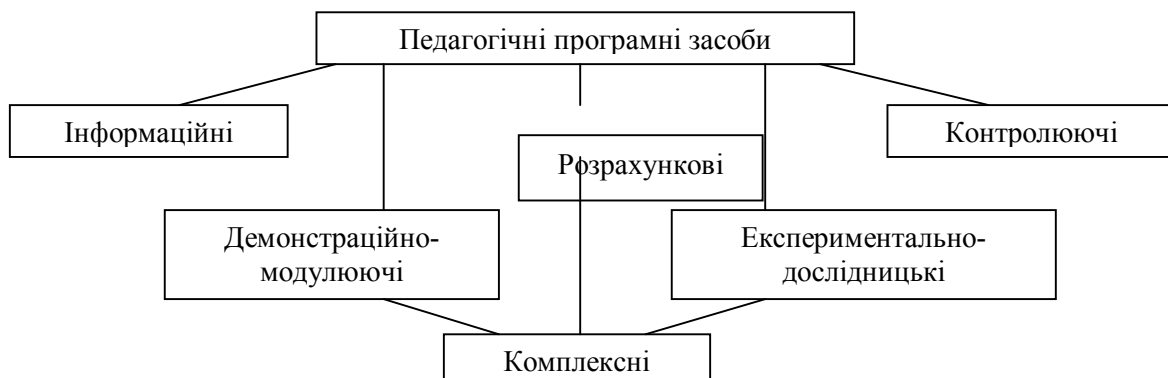 Педагогічні програмні засоби
Інформаційні
Контролюючі
Розрахункові
Демонстраційно-
модулюючі
Експериментально-
дослідницькі
Комплексні